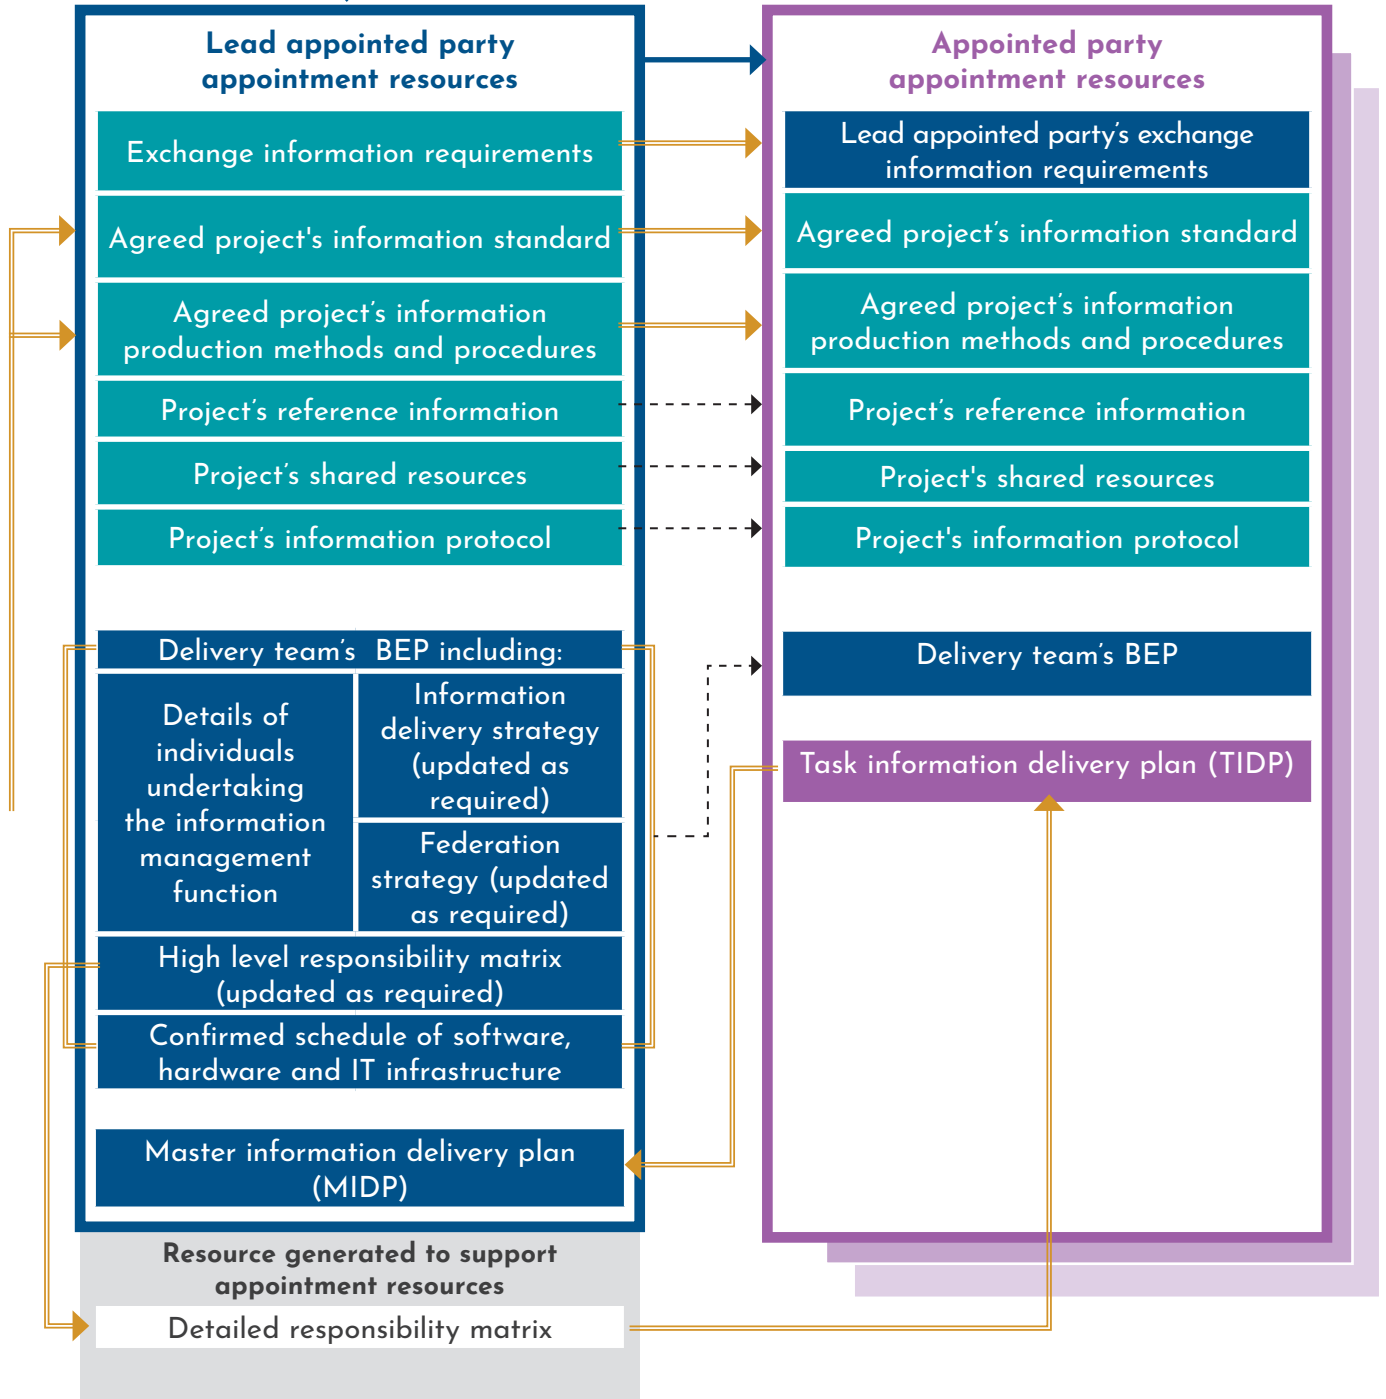 Lead appointed party
appointment resources
Exchange information requirements
Agreed project's information standard
Agreed project’s information
production methods and procedures
Project’s reference information
Project’s shared resources
Project’s information protocol
Delivery team’s BEP including:
Details of
individuals
undertaking
the information
management
function
Information
delivery strategy
(updated as
required)
Federation
strategy (updated
as required)
High level responsibility matrix
(updated as required)
Confirmed schedule of software,
hardware and IT infrastructure
Master information delivery plan
(MIDP)
Resource generated to support
appointment resources
Detailed responsibility matrix
Appointed party
appointment resources
Lead appointed party’s exchange
information requirements
Agreed project’s information standard
Agreed project’s information
production methods and procedures
Project’s reference information
Project's shared resources
Project's information protocol
Delivery team’s BEP
Task information delivery plan (TIDP)